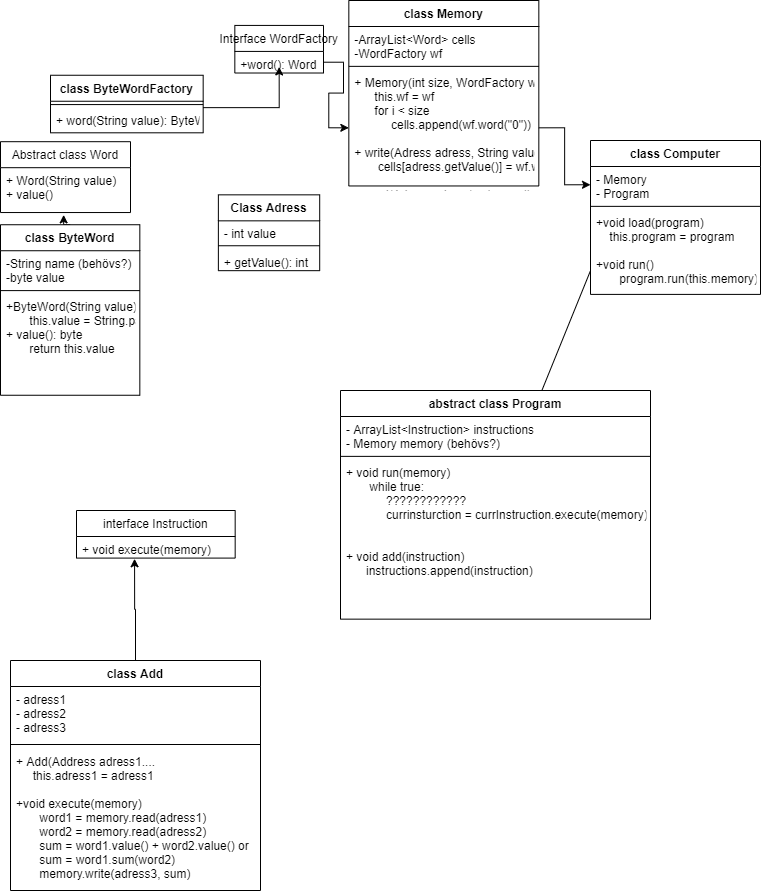 class Memory
-ArrayList<Word> cells
-WordFactory wf
+ Memory(int size, WordFactory w
this.wf = wf
for i < size
cells.append(wf.word("0"))
+ write(Adress adress, String valu
cells[adress.getValue()] = wf.w
Interface WordFactory
+word(): Word
class ByteWordFactory
+ word(String value): ByteW
Abstract class Word
+ Word(String value)
+ value()
class ByteWord
-String name (behövs?)
-byte value
+ByteWord(String value)
this.value = String.p
+ value(): byte
return this.value
Class Adress
- int value
+ getValue(): int
class Computer
- Memory
- Program
+void load(program)
this.program = program
+void run()
program.run(this.memory)
abstract class Program
- ArrayList<Instruction> instructions
- Memory memory (behövs?)
+ void run(memory)
while true:
????????????
currinsturction = currInstruction.execute(memory)
+ void add(instruction)
instructions.append(instruction)
interface Instruction
+ void execute(memory)
class Add
- adress1
- adress2
- adress3
+ Add(Address adress1....
this.adress1 = adress1
+void execute(memory)
word1 = memory.read(adress1)
word2 = memory.read(adress2)
sum = word1.value() + word2.value() or
sum = word1.sum(word2)
memory.write(adress3, sum)